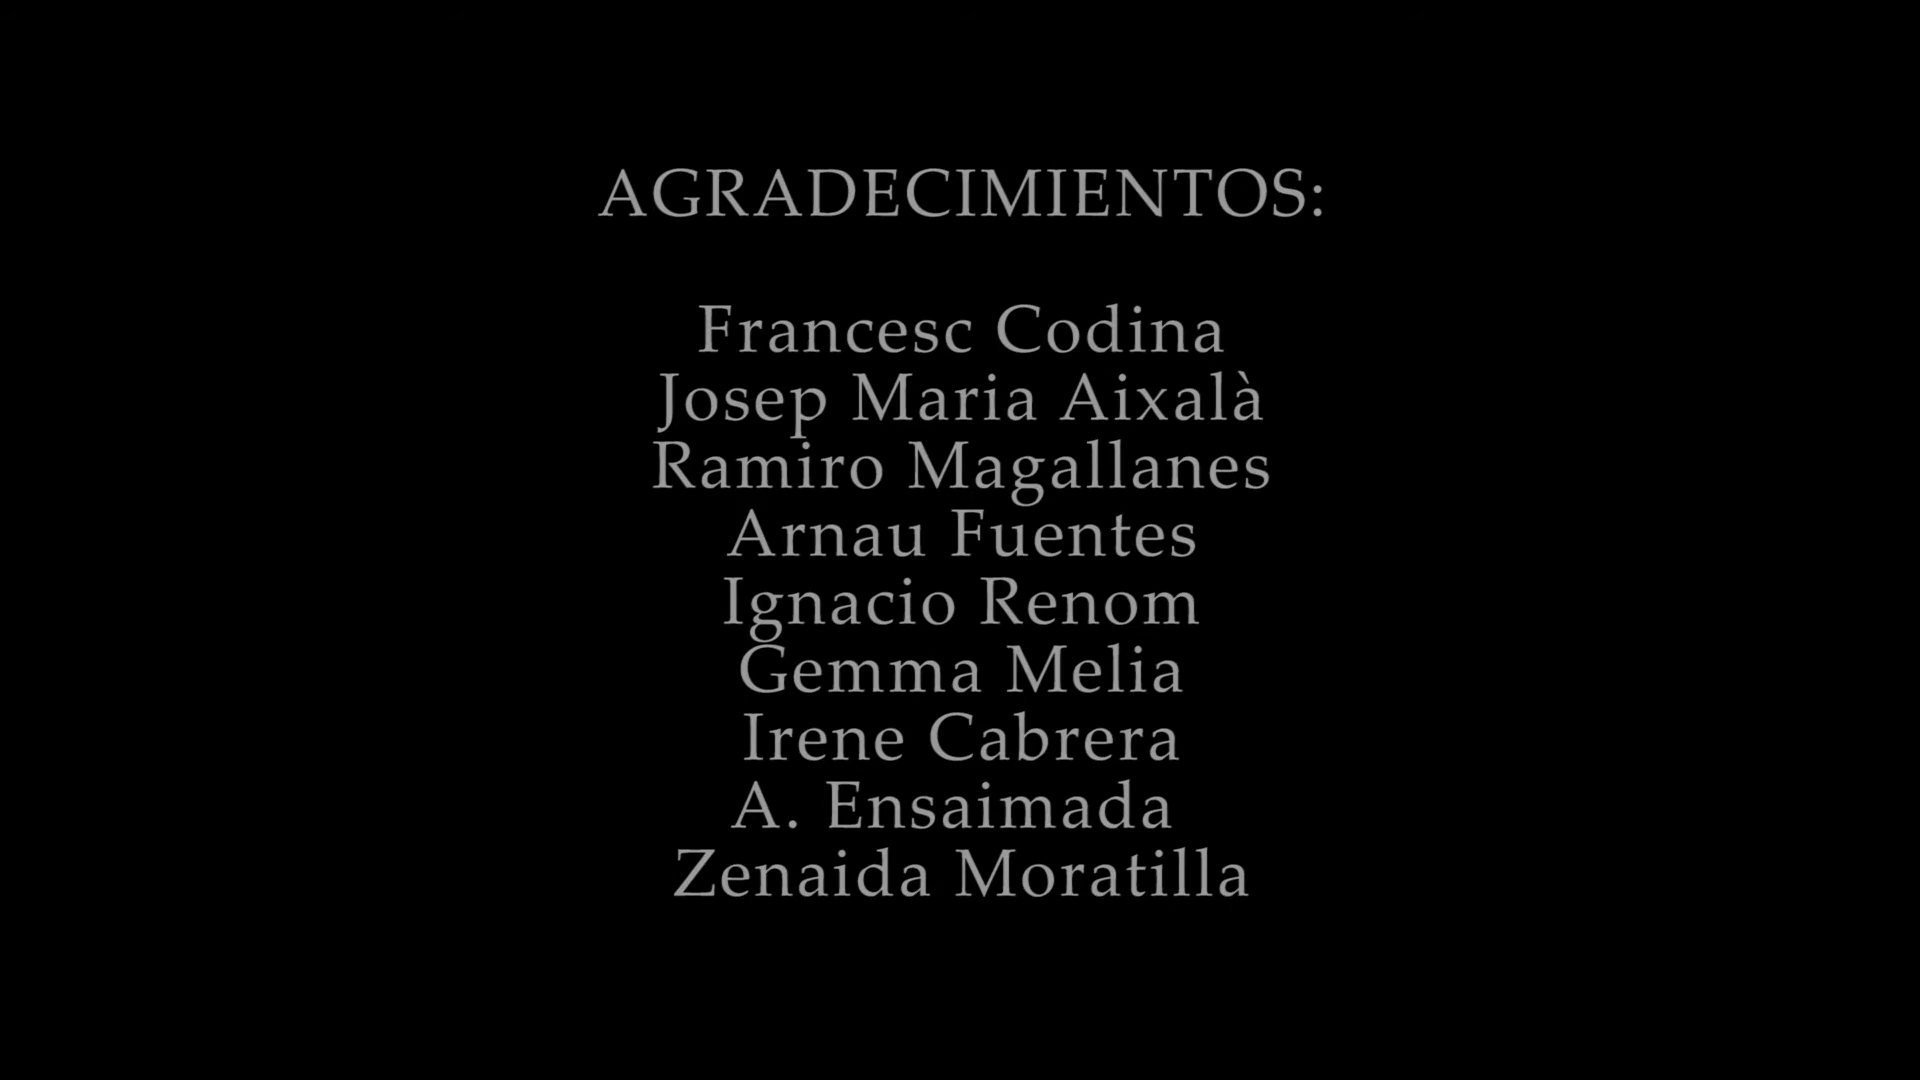 AGRADECIMIENTOS:
Francesc Codina
Josep Maria Aixalà
Ramiro Magallanes
Arnau Fuentes
Ignacio Renom
Gemma Melia
Irene Cabrera
A. Ensaimada
Zenaida Moratilla